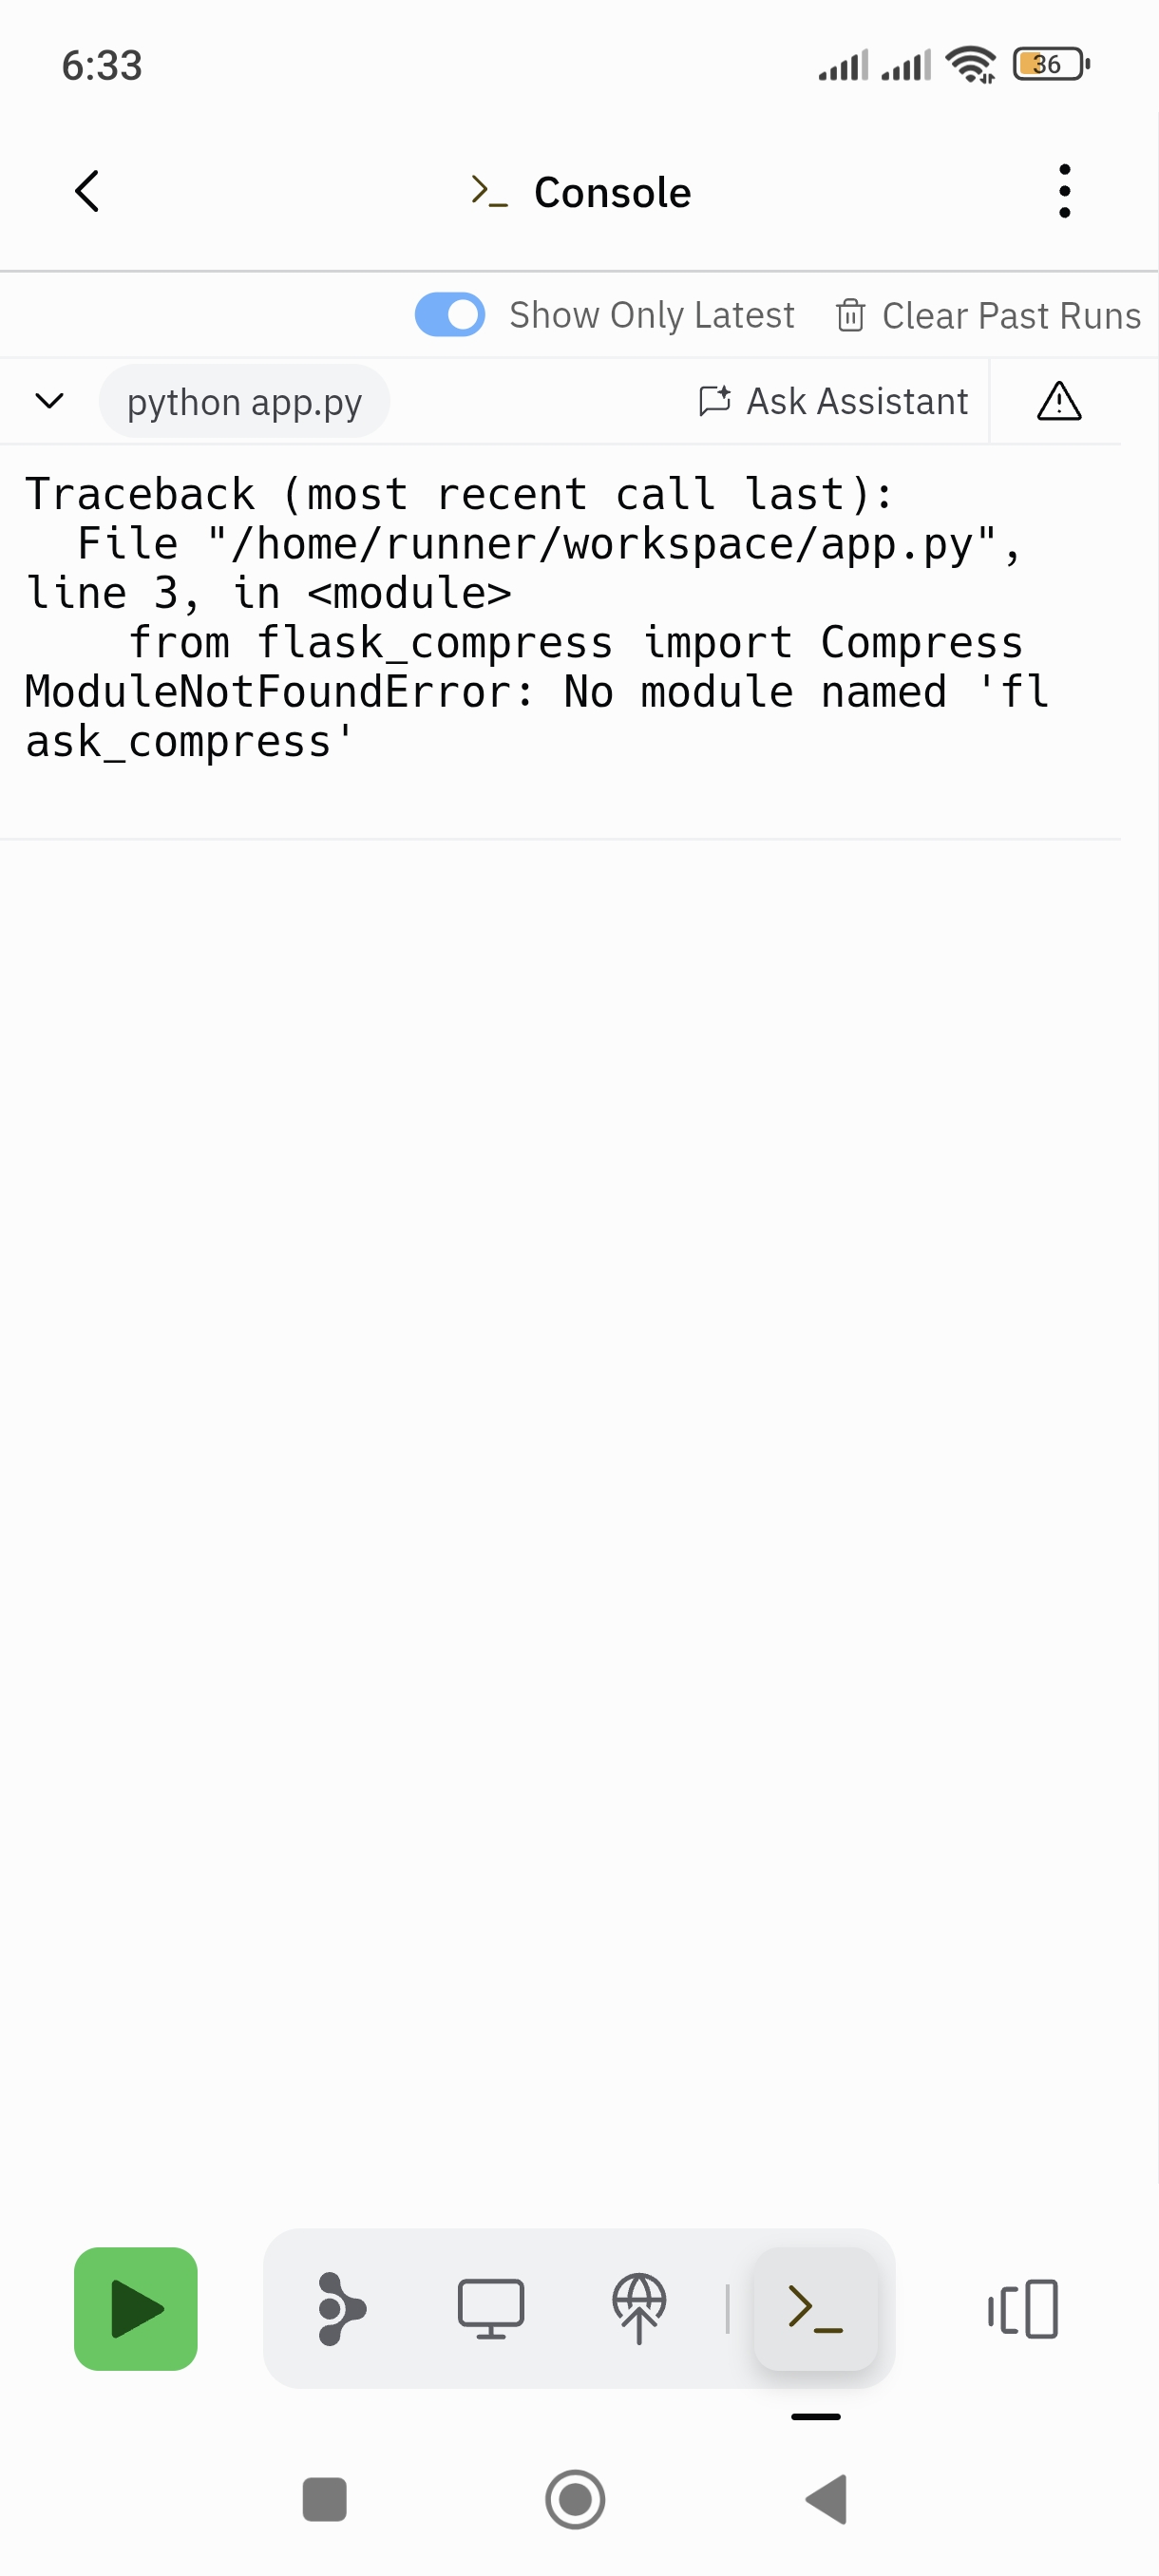 6:33
36
>_ Console
Show Only Latest
Clear Past Runs
python app.py
Ask Assistant
Traceback (most recent call last):
  File "/home/runner/workspace/app.py",
line 3, in <module>
    from flask_compress import Compress
ModuleNotFoundError: No module named 'fl
ask_compress'